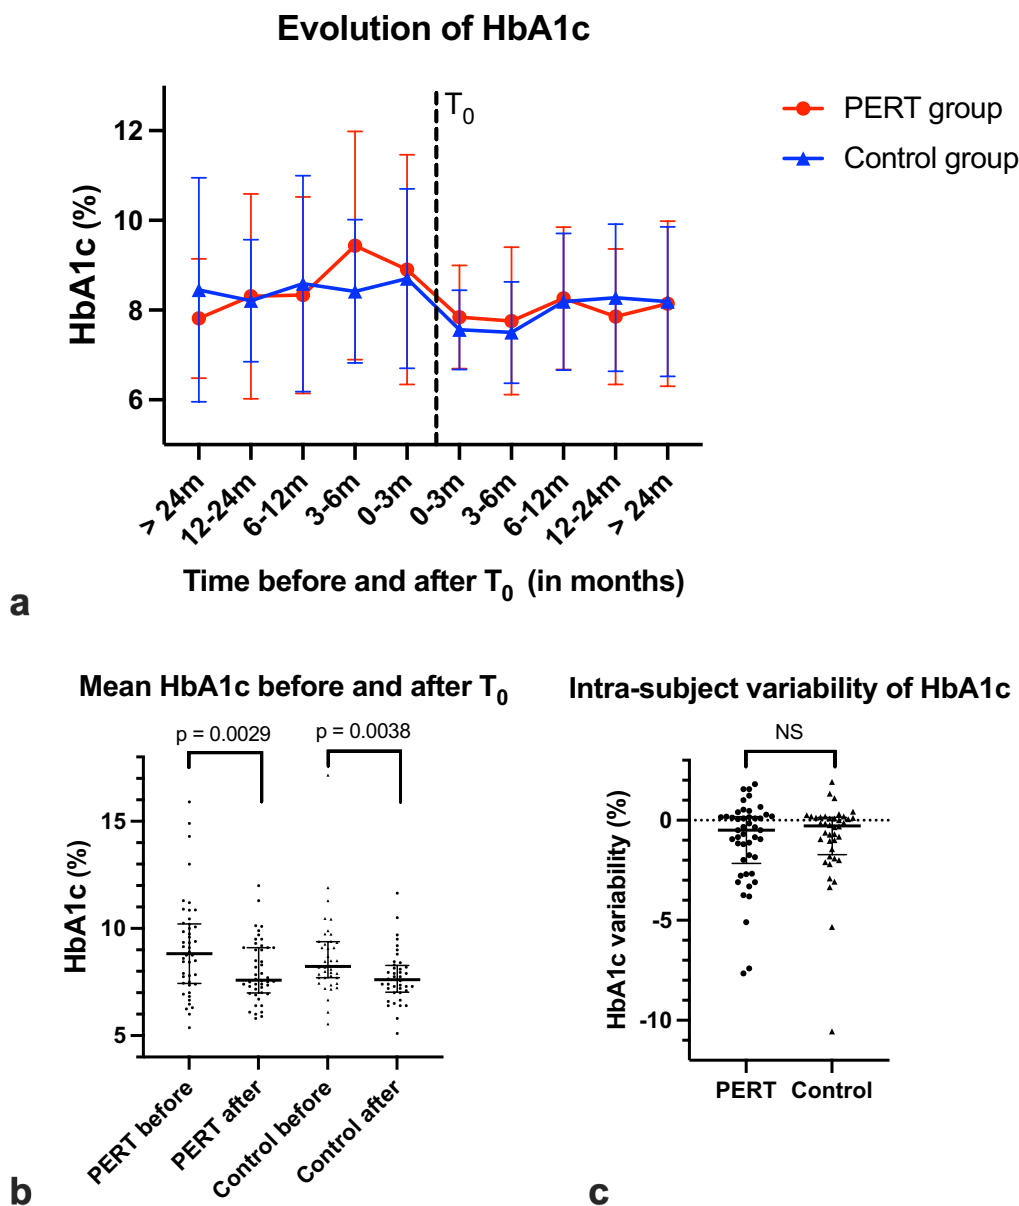 Evolution of HbA1c
T0
PERT group
Control group
HbA1c (%)
12
10
8
6
> 24m
12-24m
6-12m
3-6m
0-3m
0-3m
3-6m
6-12m
12-24m
> 24m
Time before and after T0 (in months)
a
Mean HbA1c before and after T0
p = 0.0029
p = 0.0038
HbA1c (%)
15
10
5
PERT before
PERT after
Control before
Control after
b
Intra-subject variability of HbA1c
NS
HbA1c variability (%)
0
-5
-10
PERT
Control
c